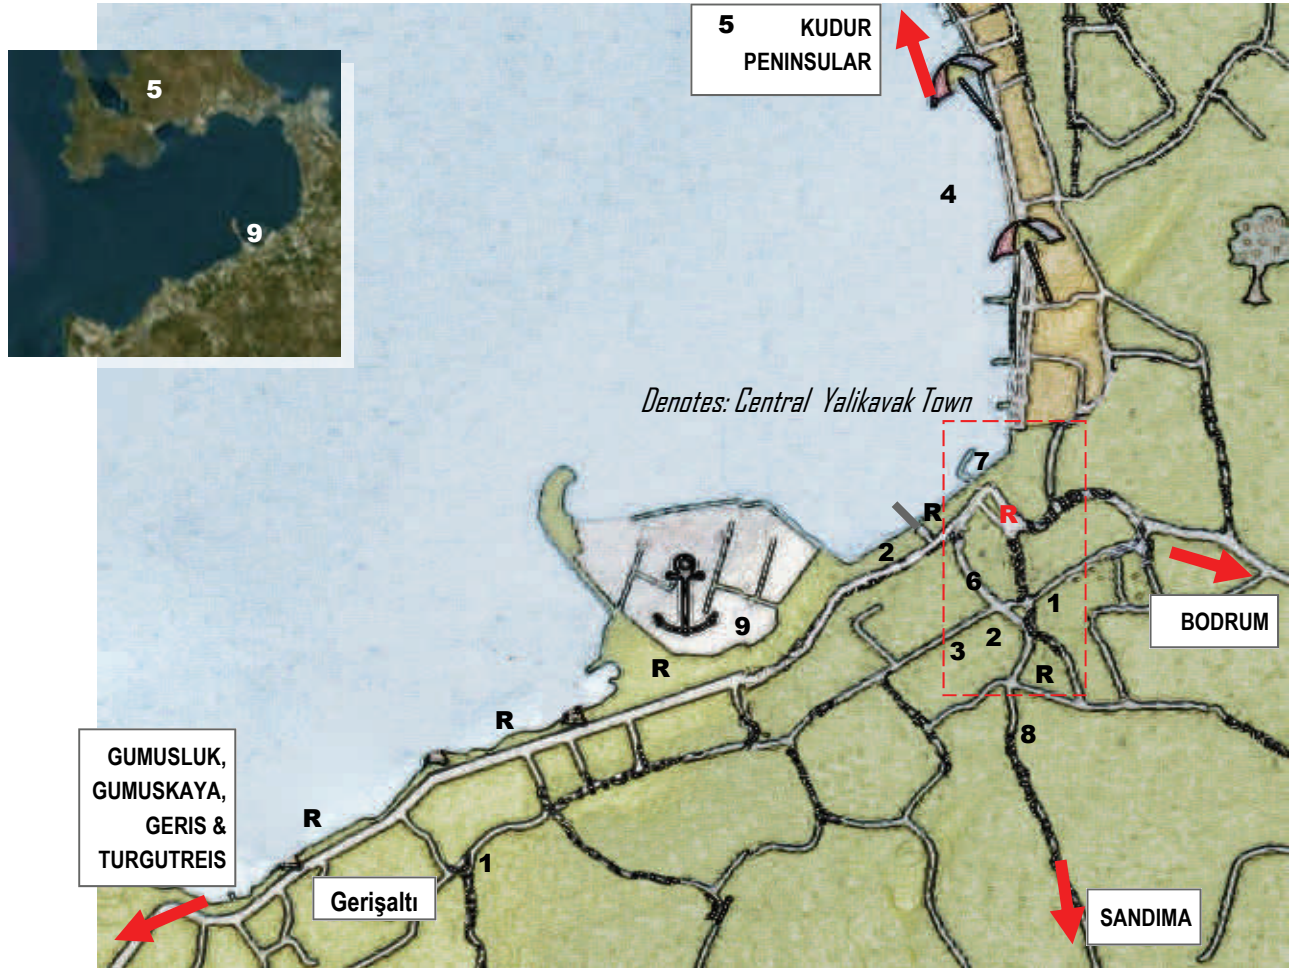 5 KUDUR
PENINSULAR
5
4
9
Denotes: Central Yalikavak Town
7
R
R
2
6
1
BODRUM
9
2
3
R
R
R
8
GUMUSLUK,
GUMUSKAYA,
GERIS &
TURGUTREIS
R
1
Gerişaltı
SANDIMA